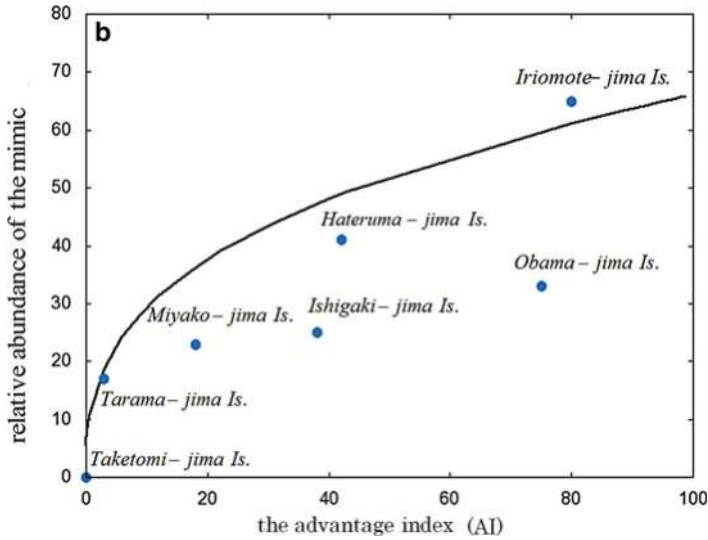 b
80
70
60
50
40
30
20
10
0
relative abundance of the mimic
Iriomote – jima Is.
Hateruma – jima Is.
Obama – jima Is.
Miyako – jima Is.
Ishigaki – jima Is.
Tarama – jima Is.
Taketomi – jima Is.
0 20 40 60 80 100
the advantage index (AI)